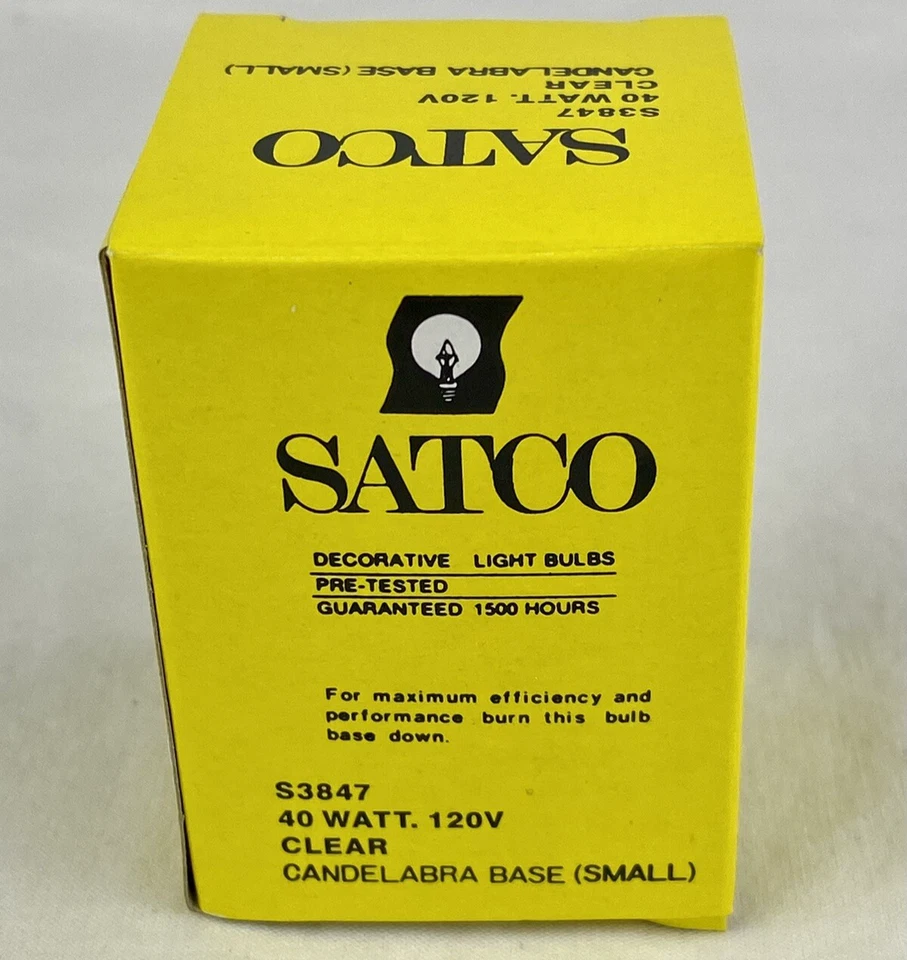 CANDELABRA BASE (SMALL)
CLEAR
40 WATT. 120V
S3847
SATCO
SATCO
DECORATIVE LIGHT BULBS
PRE-TESTED
GUARANTEED 1500 HOURS
For maximum efficiency and
performance burn this bulb
base down.
S3847
40 WATT. 120V
CLEAR
CANDELABRA BASE (SMALL)